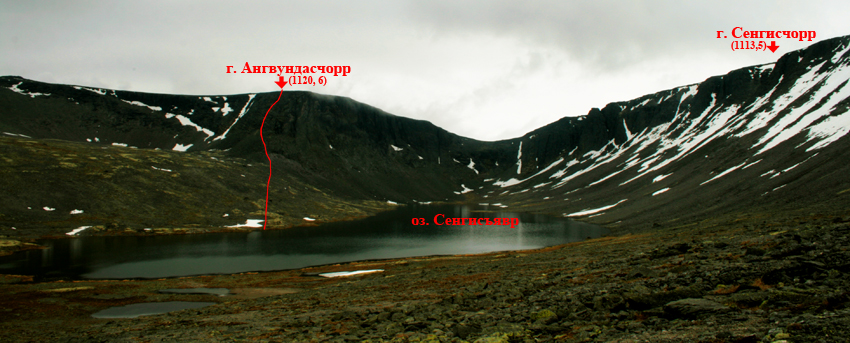 г. Сенгисчорр
(1113,5)
г. Ангвундасчорр
(1120, 6)
оз. Сенгисъявр